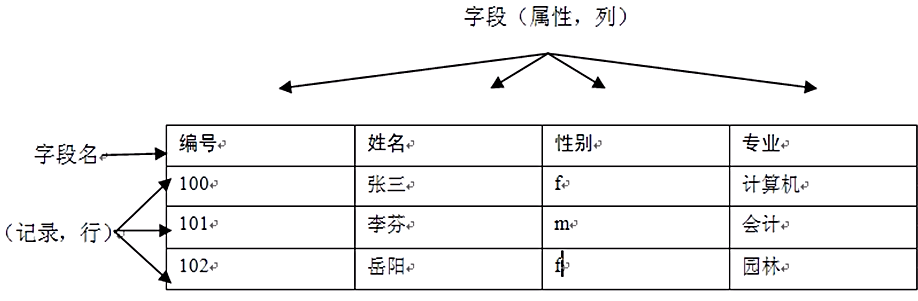 字段（属性，列）
字段名
编号 姓名 性别 专业
100 张三 f 计算机
（记录，行） 101 李芬 m 会计
102 岳阳 f 园林